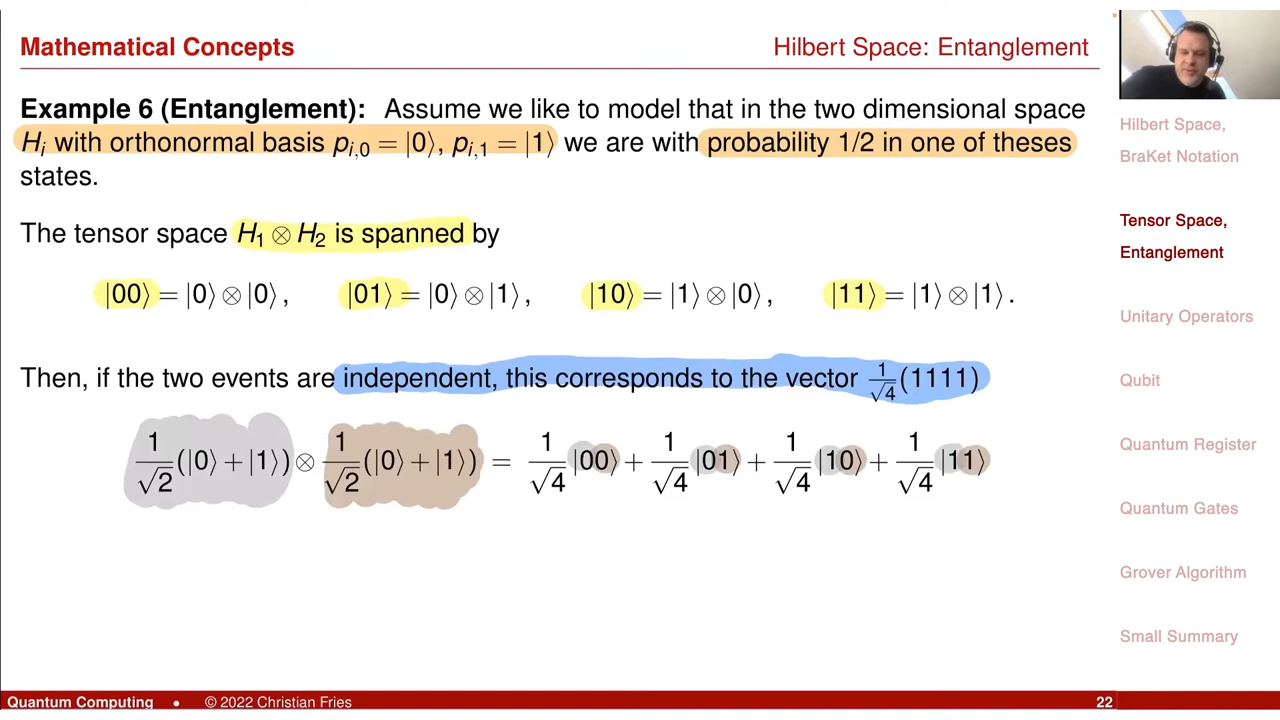 Mathematical Concepts
Hilbert Space: Entanglement
Example 6 (Entanglement): Assume we like to model that in the two dimensional space
H_i with orthonormal basis p_{i,0} = |0⟩, p_{i,1} = |1⟩ we are with probability 1/2 in one of theses
states.
The tensor space H₁ ⊗ H₂ is spanned by
|00⟩ = |0⟩ ⊗ |0⟩ , |01⟩ = |0⟩ ⊗ |1⟩ , |10⟩ = |1⟩ ⊗ |0⟩ , |11⟩ = |1⟩ ⊗ |1⟩ .
Then, if the two events are independent, this corresponds to the vector 1/√4 (1111)
1/√2 (|0⟩ + |1⟩) ⊗ 1/√2 (|0⟩ + |1⟩) = 1/√4 |00⟩ + 1/√4 |01⟩ + 1/√4 |10⟩ + 1/√4 |11⟩
Hilbert Space,
BraKet Notation
Tensor Space,
Entanglement
Unitary Operators
Qubit
Quantum Register
Quantum Gates
Grover Algorithm
Small Summary
Quantum Computing • © 2022 Christian Fries 22